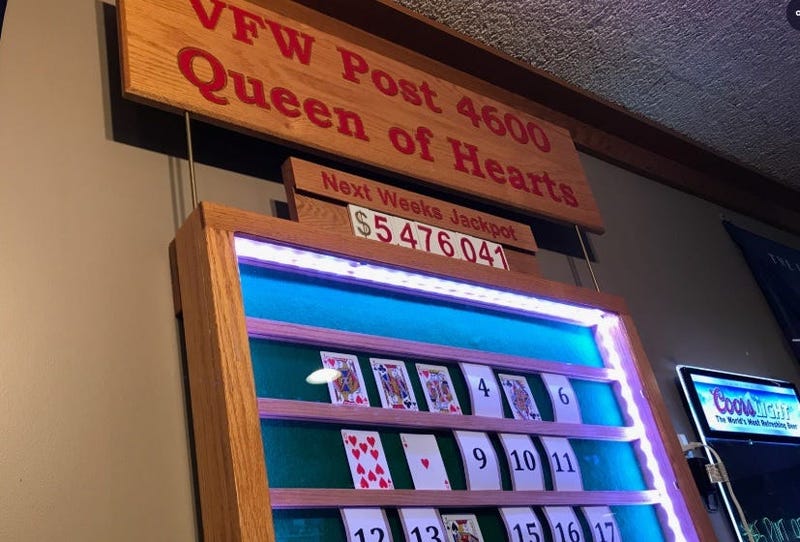 VFW Post 4600
Queen of Hearts
Next Weeks Jackpot
$5,476,041
4 6
9 10 11
12 13 15 16 17
Coors LIGHT
The World's Most Refreshing Beer